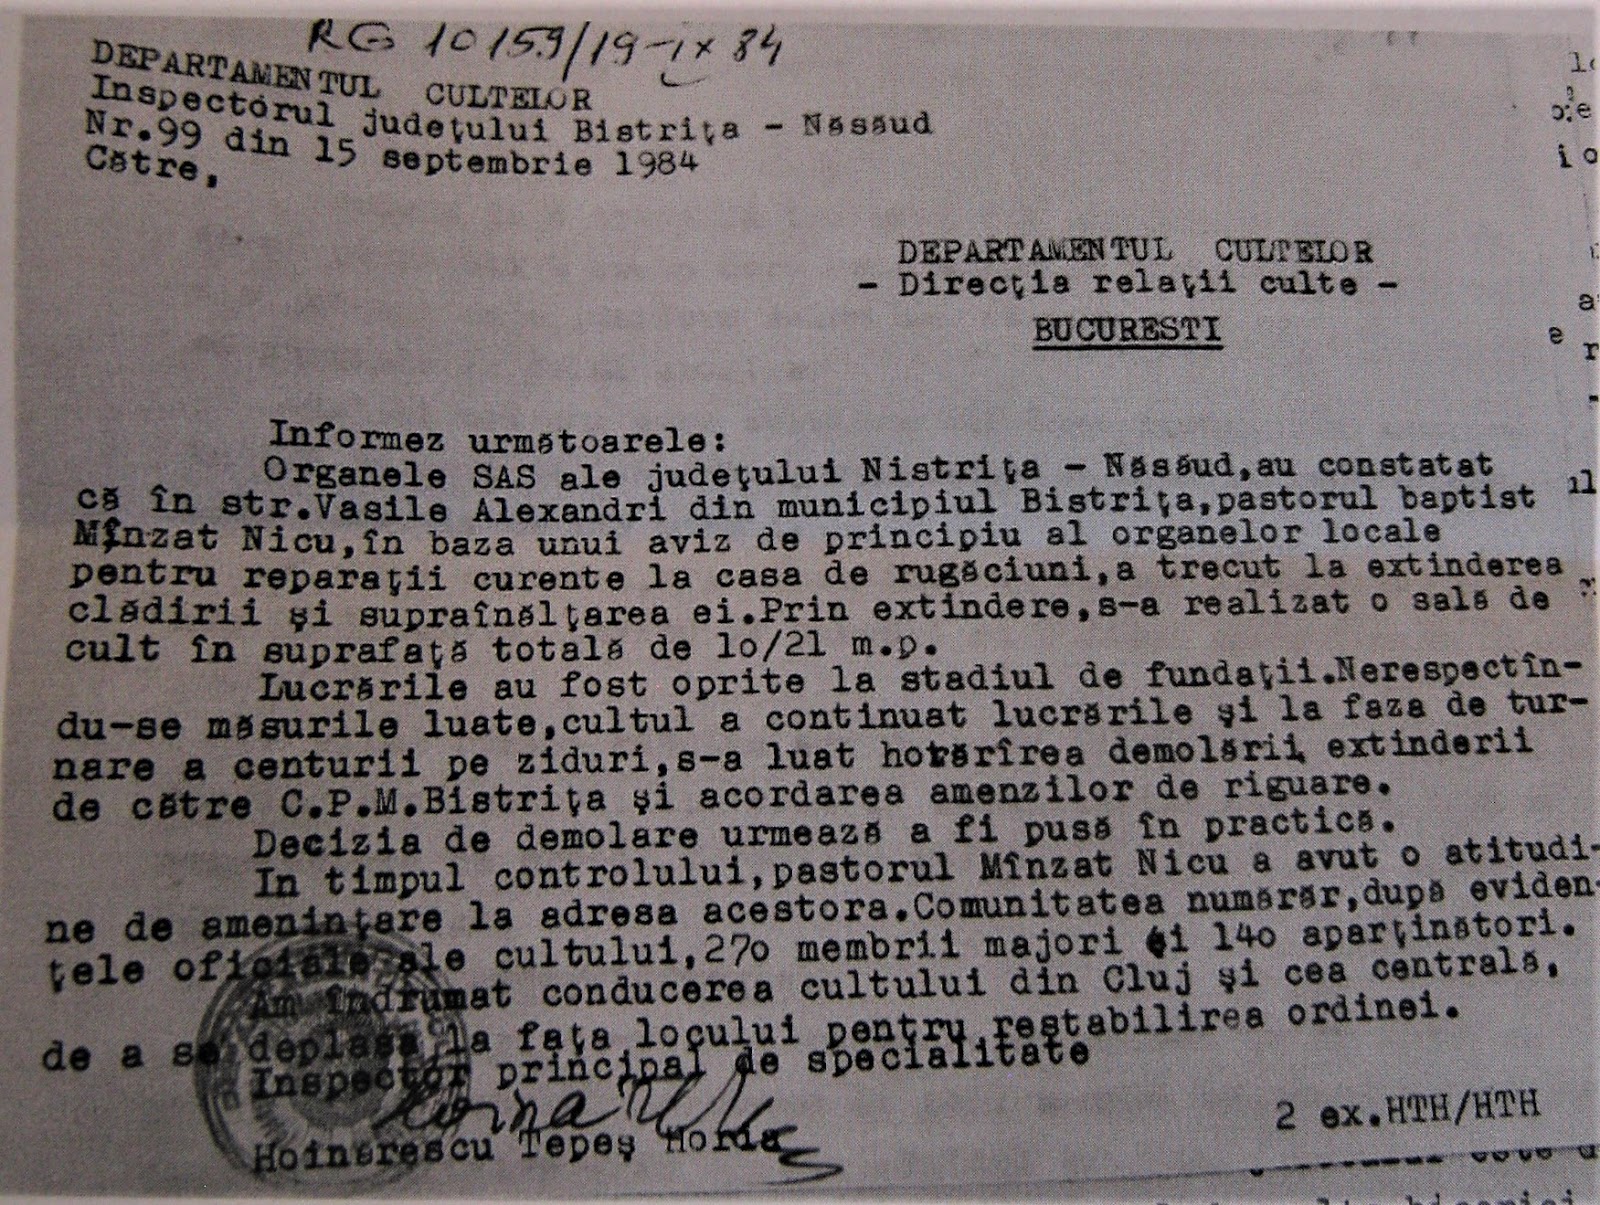 RG 10159/19-IX 84
DEPARTAMENTUL CULTELOR
Inspectorul județului Bistrița - Năsăud
Nr.99 din 15 septembrie 1984
Către,
DEPARTAMENTUL CULTELOR
- Direcția relații culte -
BUCURESTI
Informez următoarele:
Organele SAS ale județului Nistrița - Năsăud,au constatat
că în str.Vasile Alexandri din municipiul Bistrița,pastorul baptist
Mînzat Nicu,în baza unui aviz de principiu al organelor locale
pentru reparații curente la casa de rugăciuni,a trecut la extinderea
clădirii și supraînălțarea ei.Prin extindere,s-a realizat o sală de
cult în suprafață totală de lo/21 m.p.
Lucrările au fost oprite la stadiul de fundații.Nerespectîn-
du-se măsurile luate,cultul a continuat lucrările și la faza de tur-
nare a centurii pe ziduri,s-a luat hotărîrea demolării extinderii
de către C.P.M.Bistrița și acordarea amenzilor de riguare.
Decizia de demolare urmează a fi pusă în practică.
In timpul controlului,pastorul Mînzat Nicu a avut o atitudi-
ne de amenințare la adresa acestora.Comunitatea numărăr,după eviden-
țele oficiale ale cultului,27o membrii majori și 14o aparținători.
Am îndrumat conducerea cultului din Cluj și cea centrală,
de a se deplasa la fața locului pentru restabilirea ordinei.
Inspector principal de specialitate
Hoinărescu Țepeș Horia
2 ex.HTH/HTH